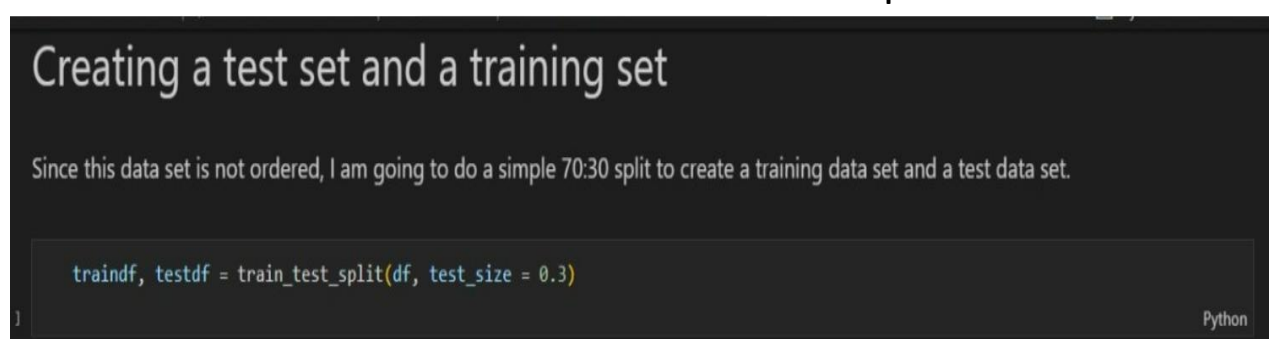 Creating a test set and a training set
Since this data set is not ordered, I am going to do a simple 70:30 split to create a training data set and a test data set.
traindf, testdf = train_test_split(df, test_size = 0.3)
]
Python